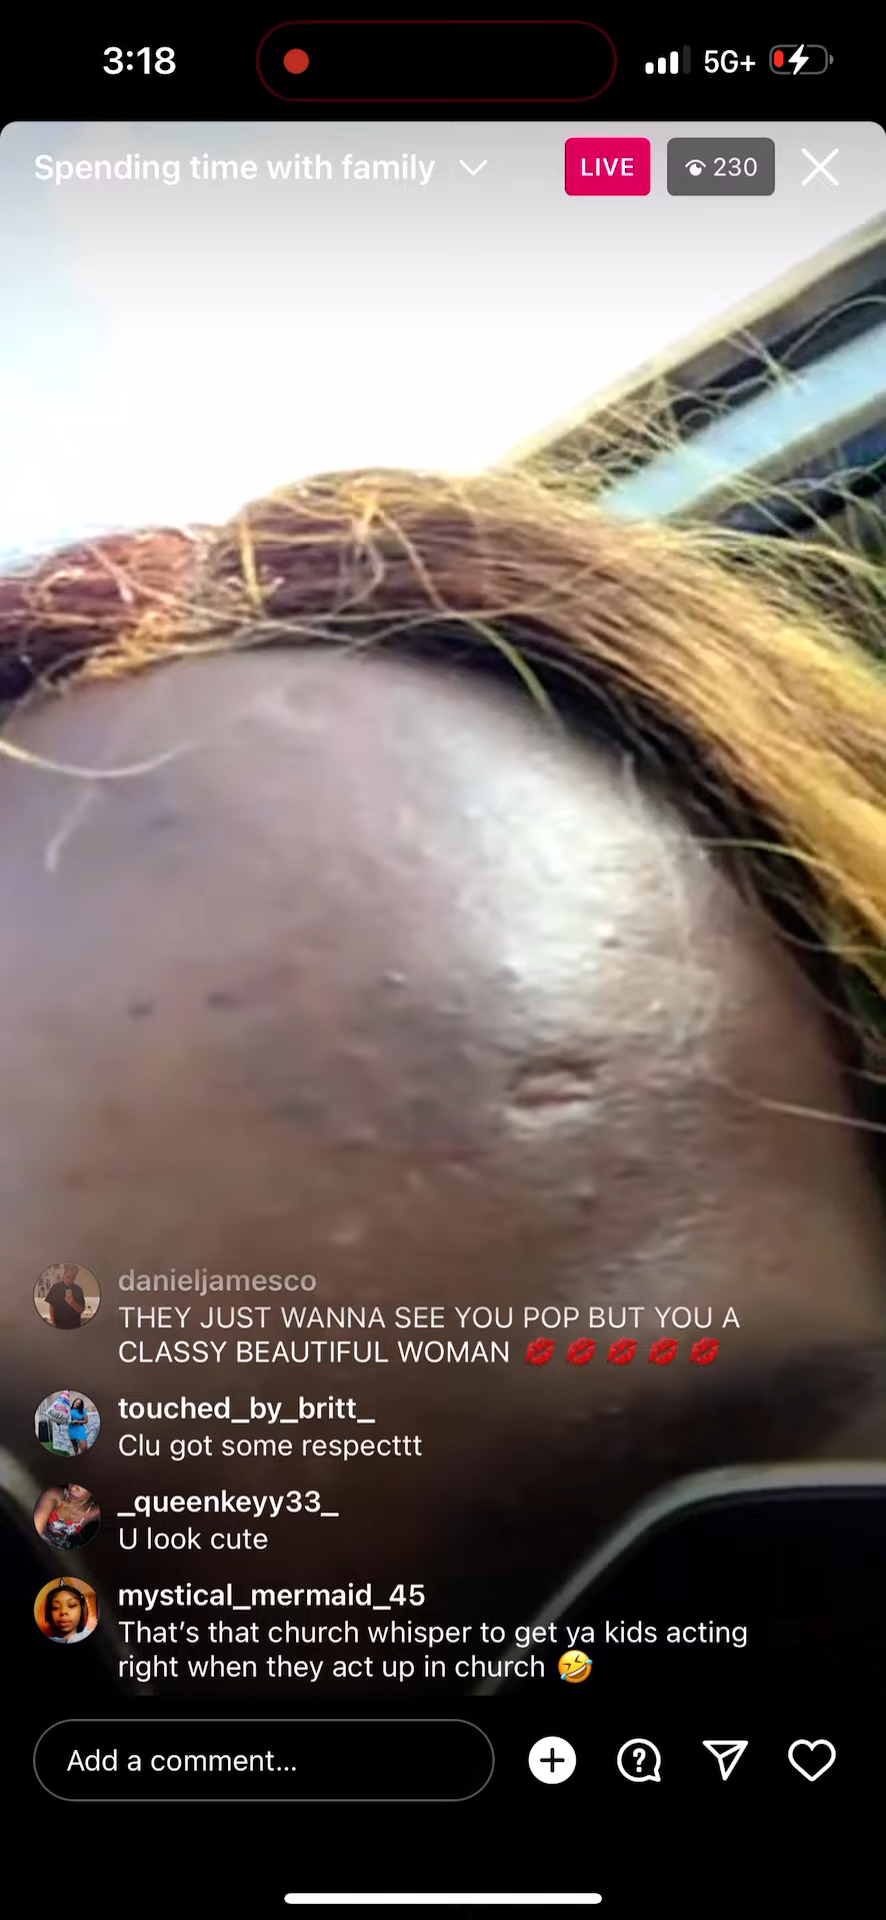 3:18
5G+
Spending time with family
LIVE
230
danieljamesco
THEY JUST WANNA SEE YOU POP BUT YOU A
CLASSY BEAUTIFUL WOMAN 💋💋💋💋💋
touched_by_britt_
Clu got some respecttt
_queenkeyy33_
U look cute
mystical_mermaid_45
That’s that church whisper to get ya kids acting
right when they act up in church 🤣
Add a comment...